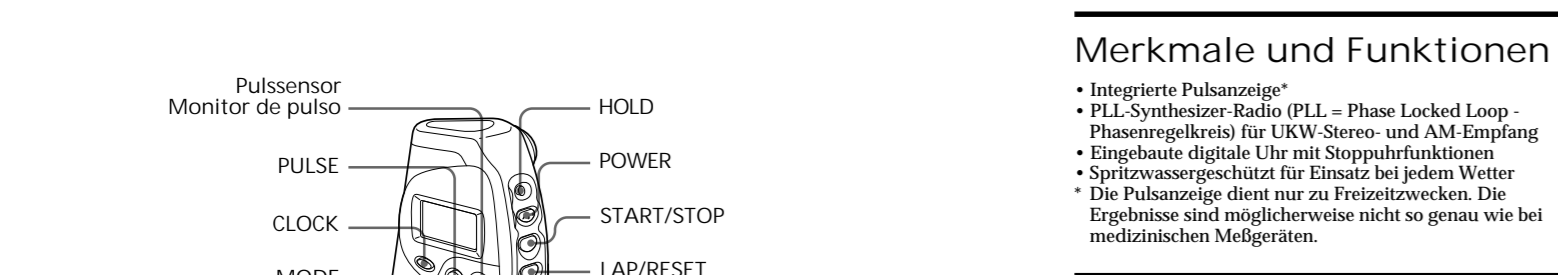 Pulssensor
Monitor de pulso
PULSE
CLOCK
MODE
HOLD
POWER
START/STOP
LAP/RESET
Merkmale und Funktionen
• Integrierte Pulsanzeige*
• PLL-Synthesizer-Radio (PLL = Phase Locked Loop -
Phasenregelkreis) für UKW-Stereo- und AM-Empfang
• Eingebaute digitale Uhr mit Stoppuhrfunktionen
• Spritzwassergeschützt für Einsatz bei jedem Wetter
* Die Pulsanzeige dient nur zu Freizeitzwecken. Die
Ergebnisse sind möglicherweise nicht so genau wie bei
medizinischen Meßgeräten.